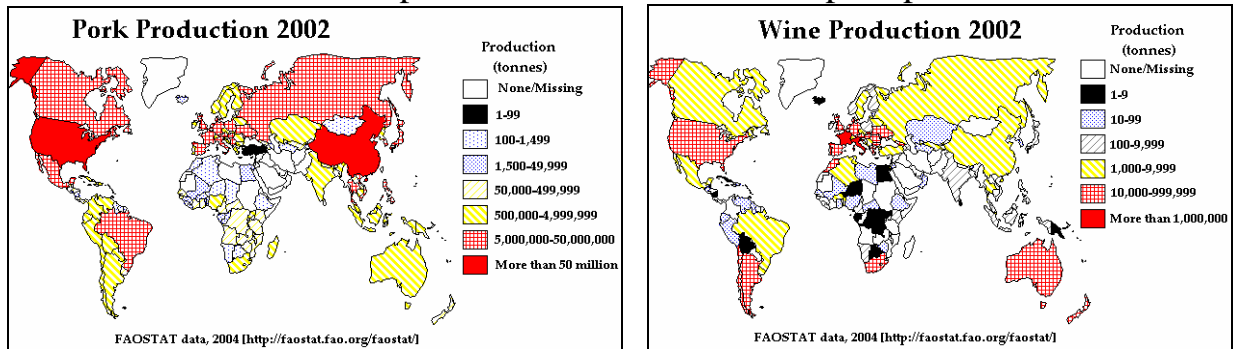 Pork Production 2002
Production
(tonnes)
None/Missing
1-99
100-1,499
1,500-49,999
50,000-499,999
500,000-4,999,999
5,000,000-50,000,000
More than 50 million
FAOSTAT data, 2004 [http://faostat.fao.org/faostat/]
Wine Production 2002
Production
(tonnes)
None/Missing
1-9
10-99
100-9,999
1,000-9,999
10,000-999,999
More than 1,000,000
FAOSTAT data, 2004 [http://faostat.fao.org/faostat/]